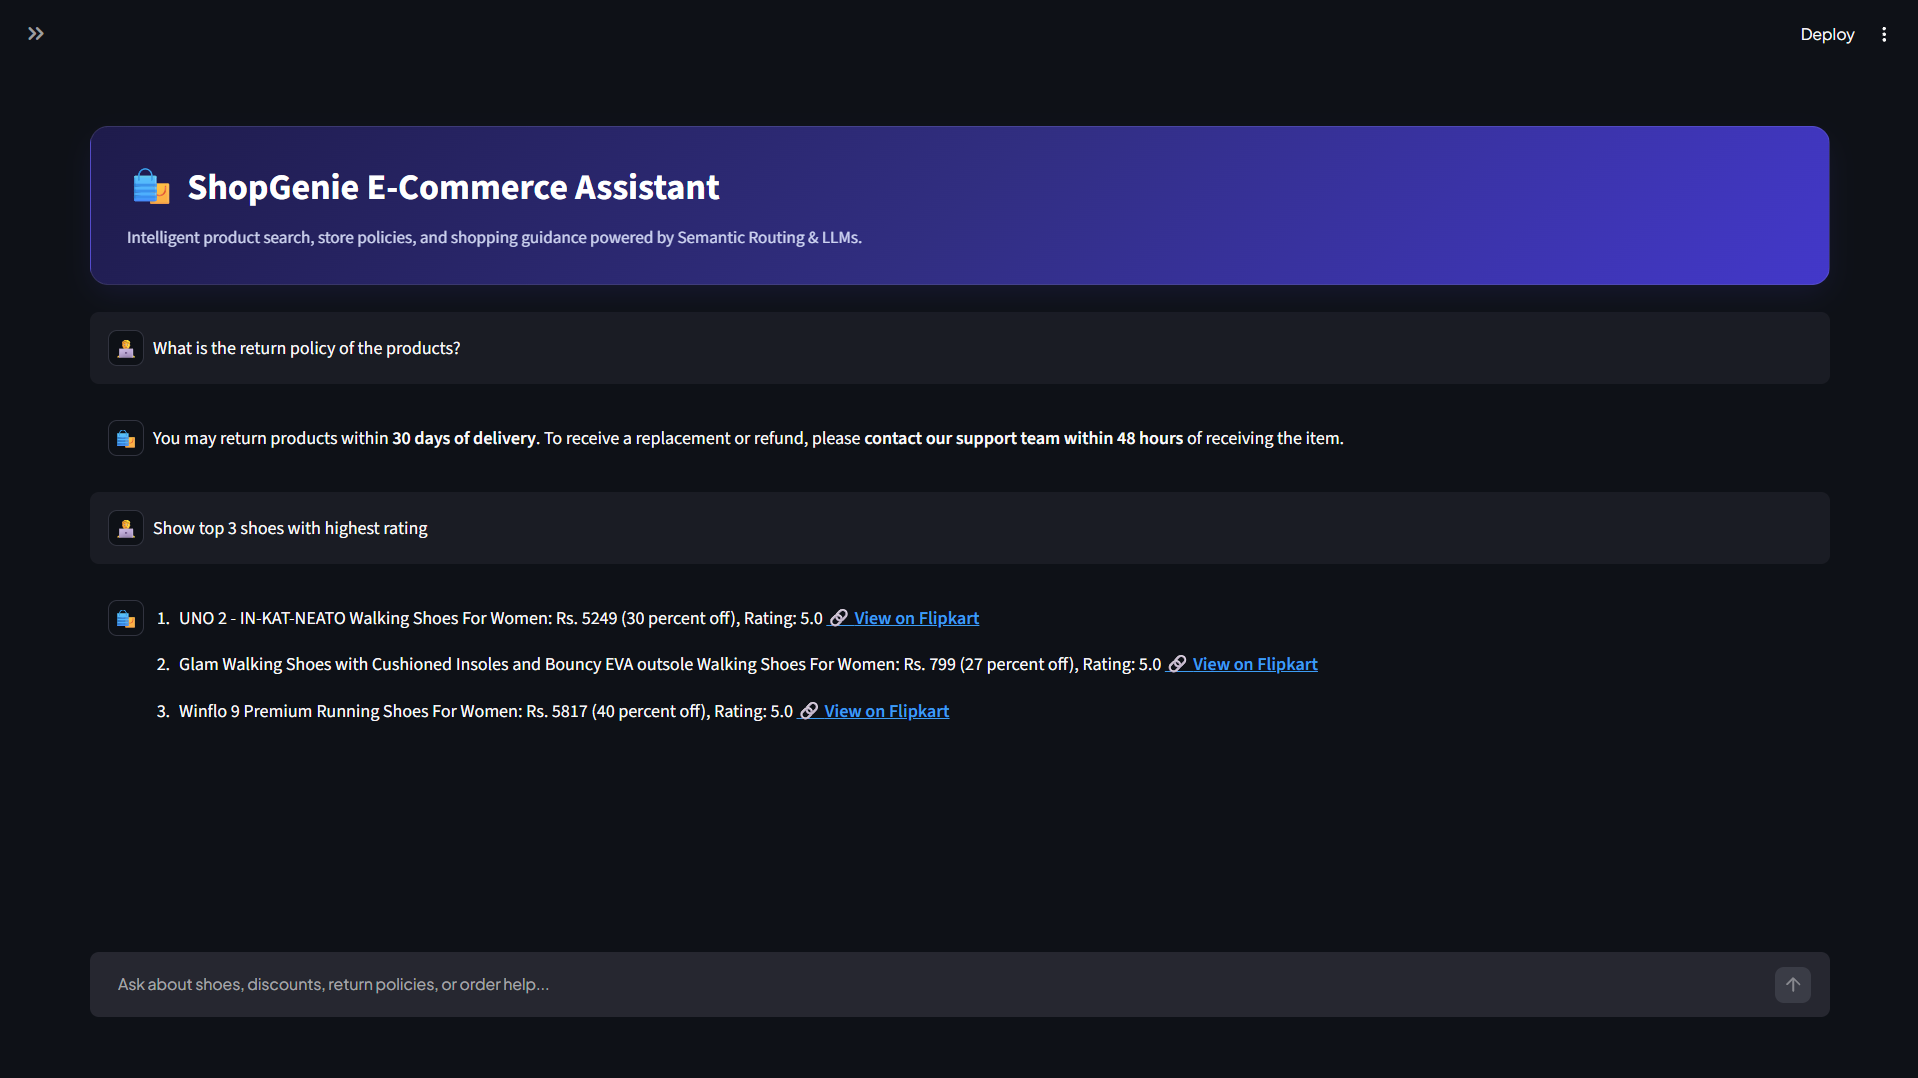 Deploy
ShopGenie E-Commerce Assistant
Intelligent product search, store policies, and shopping guidance powered by Semantic Routing & LLMs.
What is the return policy of the products?
You may return products within 30 days of delivery. To receive a replacement or refund, please contact our support team within 48 hours of receiving the item.
Show top 3 shoes with highest rating
1. UNO 2 - IN-KAT-NEATO Walking Shoes For Women: Rs. 5249 (30 percent off), Rating: 5.0 🔗 View on Flipkart
2. Glam Walking Shoes with Cushioned Insoles and Bouncy EVA outsole Walking Shoes For Women: Rs. 799 (27 percent off), Rating: 5.0 🔗 View on Flipkart
3. Winflo 9 Premium Running Shoes For Women: Rs. 5817 (40 percent off), Rating: 5.0 🔗 View on Flipkart
Ask about shoes, discounts, return policies, or order help...